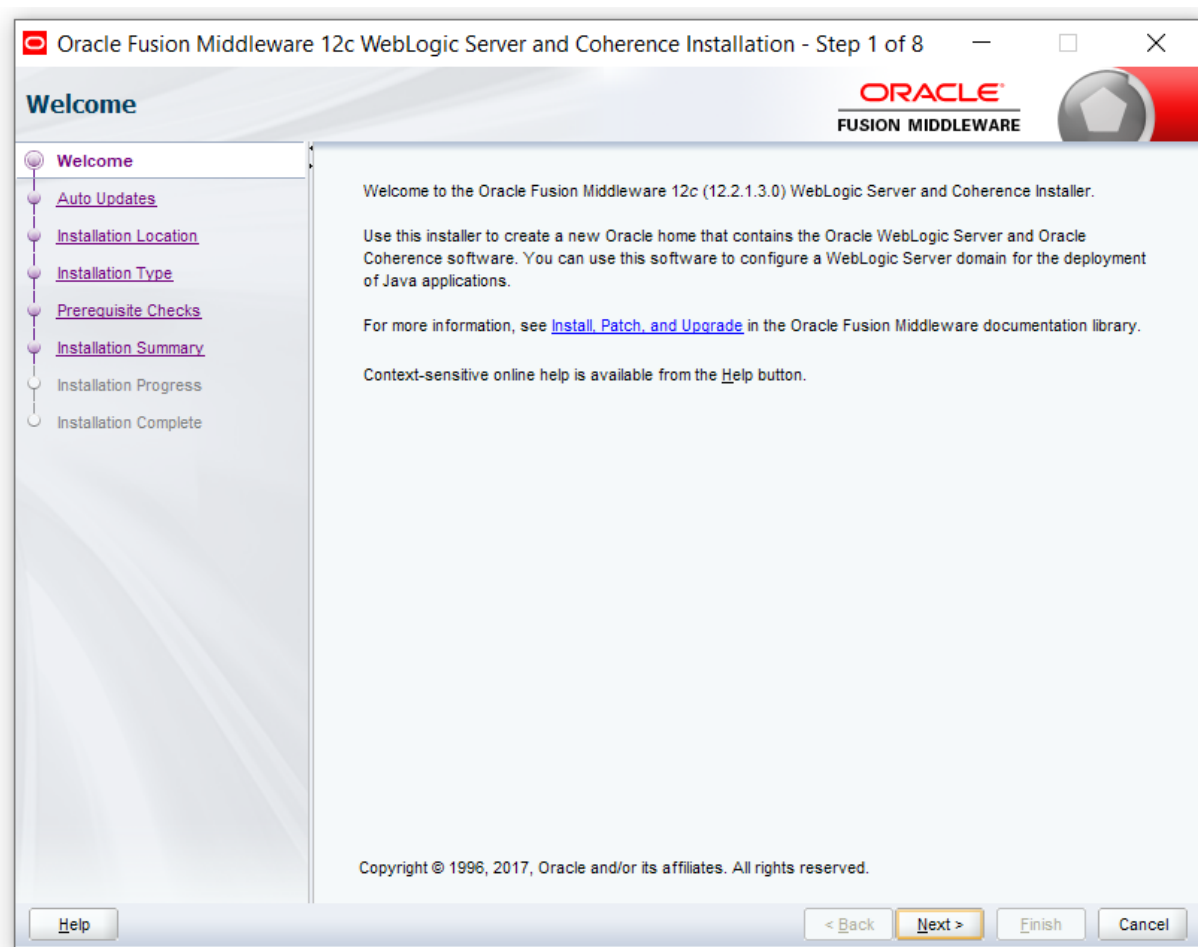 Oracle Fusion Middleware 12c WebLogic Server and Coherence Installation - Step 1 of 8
Welcome
ORACLE®
FUSION MIDDLEWARE
Welcome
Auto Updates
Installation Location
Installation Type
Prerequisite Checks
Installation Summary
Installation Progress
Installation Complete
Welcome to the Oracle Fusion Middleware 12c (12.2.1.3.0) WebLogic Server and Coherence Installer.
Use this installer to create a new Oracle home that contains the Oracle WebLogic Server and Oracle
Coherence software. You can use this software to configure a WebLogic Server domain for the deployment
of Java applications.
For more information, see Install, Patch, and Upgrade in the Oracle Fusion Middleware documentation library.
Context-sensitive online help is available from the Help button.
Copyright © 1996, 2017, Oracle and/or its affiliates. All rights reserved.
Help
< Back
Next >
Finish
Cancel